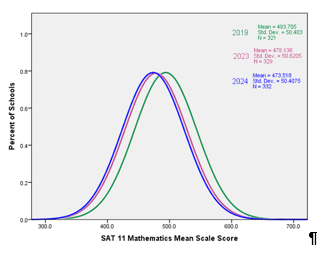 2019
Mean = 493.705
Std. Dev. = 50.403
N = 321
2023
Mean = 478.136
Std. Dev. = 50.6205
N = 329
2024
Mean = 473.519
Std. Dev. = 50.4075
N = 332
Percent of Schools
1.0
0.8
0.6
0.4
0.2
0.0
300.0 400.0 500.0 600.0 700.0
SAT 11 Mathematics Mean Scale Score
¶